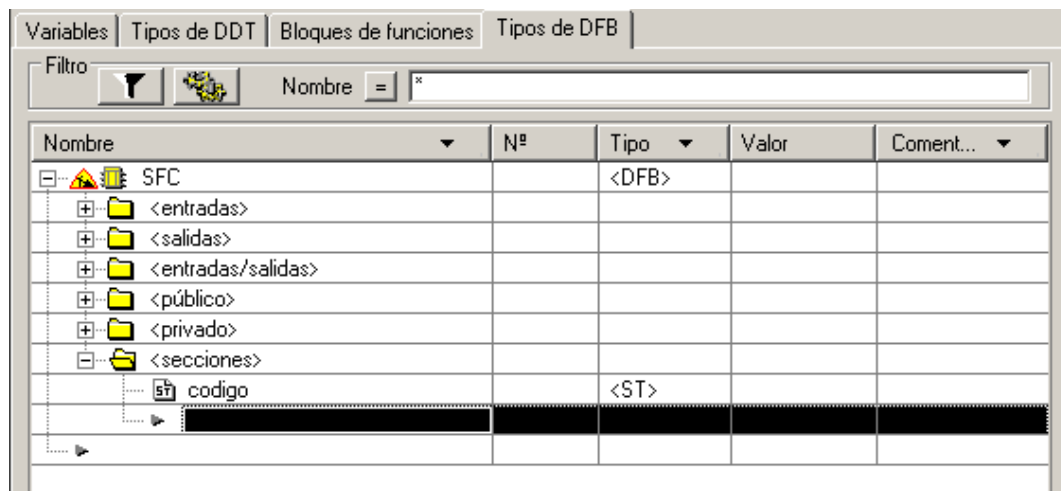 Variables Tipos de DDT Bloques de funciones Tipos de DFB
Filtro
Nombre = *
Nombre Nº Tipo Valor Coment...
SFC <DFB>
<entradas>
<salidas>
<entradas/salidas>
<público>
<privado>
<secciones>
ST codigo <ST>